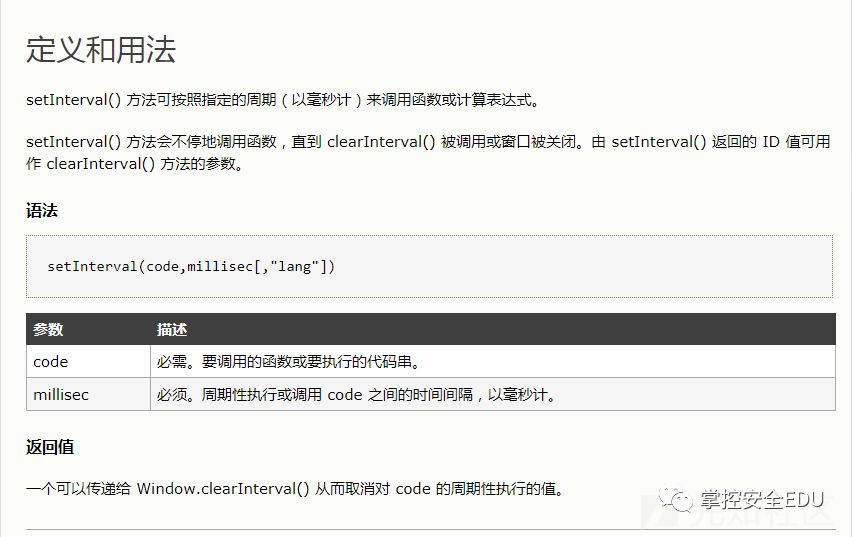 定义和用法
setInterval() 方法可按照指定的周期（以毫秒计）来调用函数或计算表达式。
setInterval() 方法会不停地调用函数，直到 clearInterval() 被调用或窗口被关闭。由 setInterval() 返回的 ID 值可用
作 clearInterval() 方法的参数。
语法
setInterval(code,millisec[,"lang"])
参数 描述
code 必需。要调用的函数或要执行的代码串。
millisec 必须。周期性执行或调用 code 之间的时间间隔，以毫秒计。
返回值
一个可以传递给 Window.clearInterval() 从而取消对 code 的周期性执行的值。
掌控安全EDU
先知社区